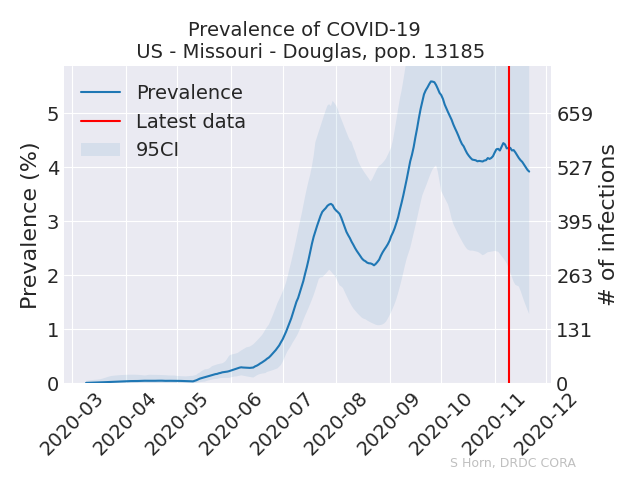 Prevalence of COVID-19
US - Missouri - Douglas, pop. 13185
Prevalence
Latest data
95CI
Prevalence (%)
5
4
3
2
1
0
659
527
395
263
131
0
# of infections
2020-03
2020-04
2020-05
2020-06
2020-07
2020-08
2020-09
2020-10
2020-11
2020-12
S Horn, DRDC CORA